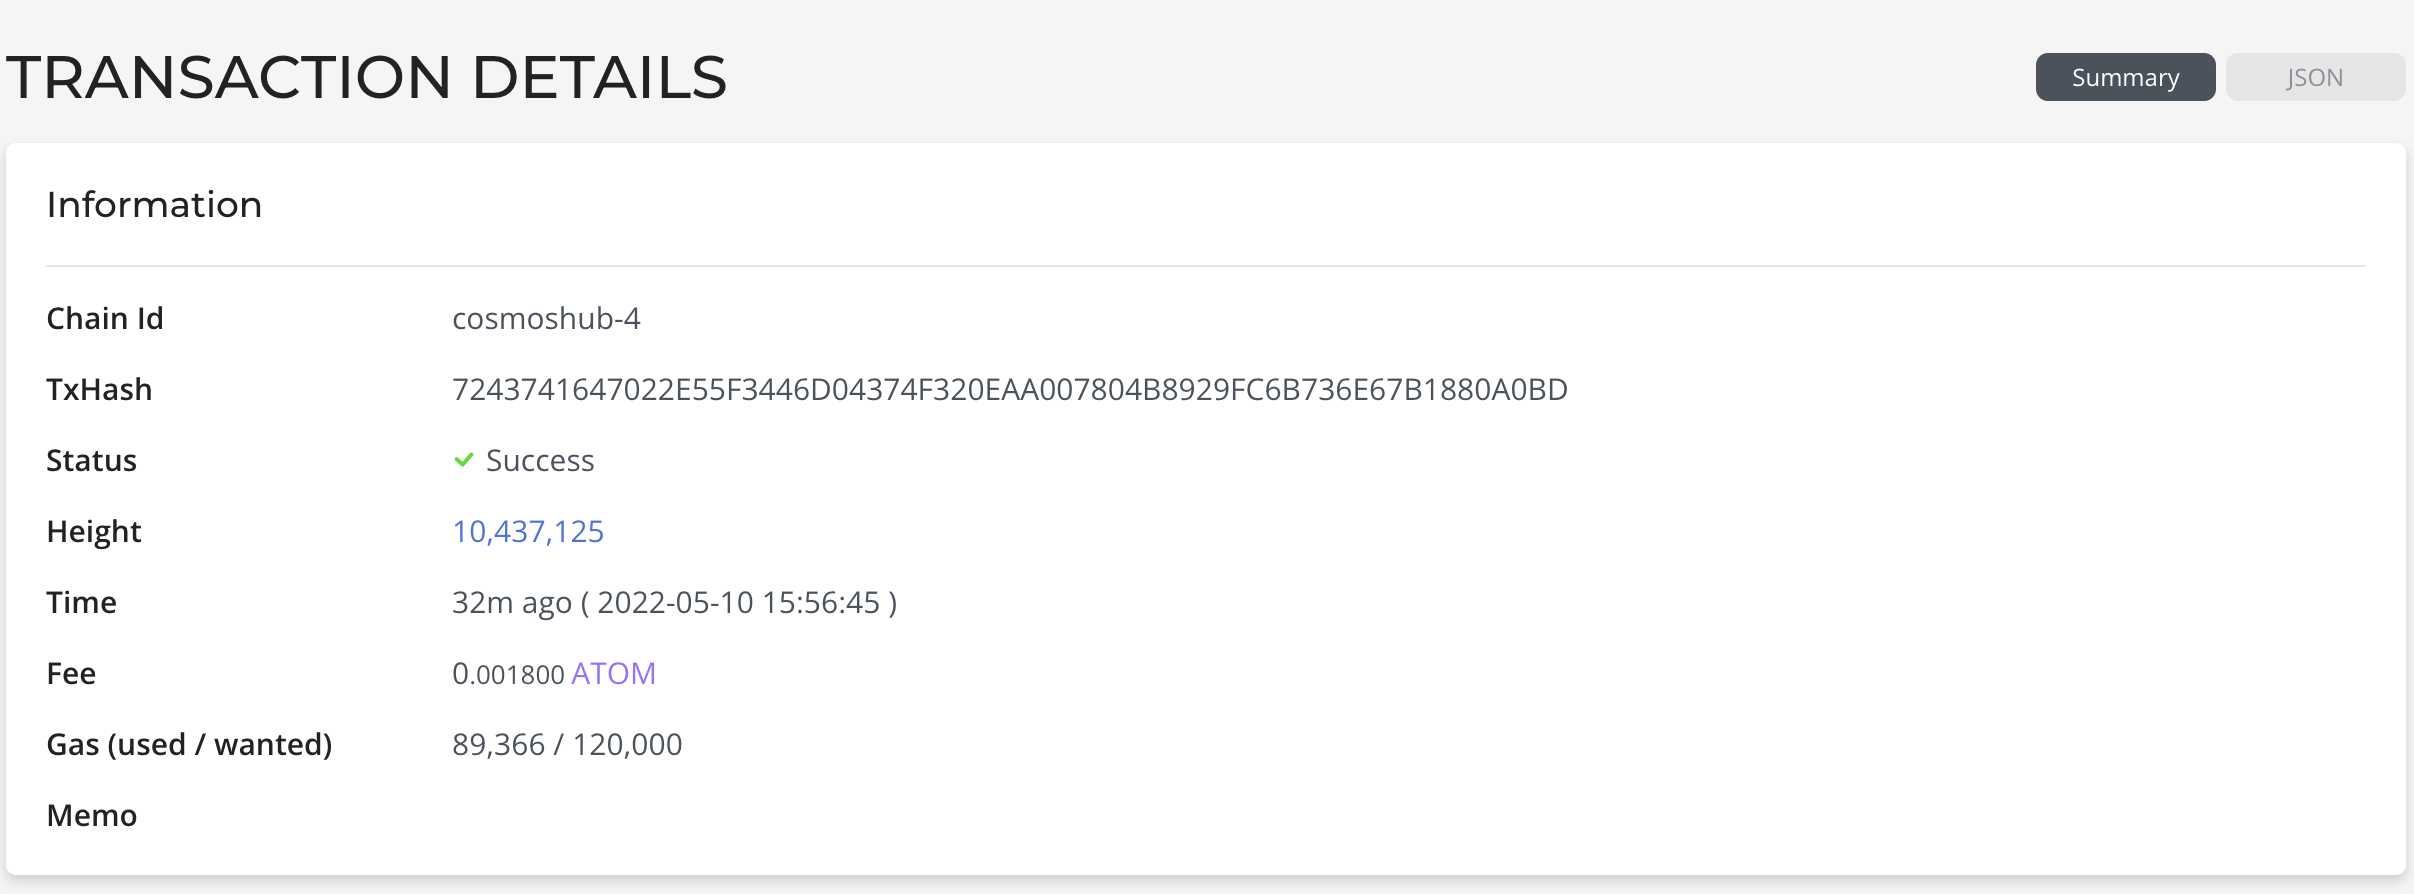 TRANSACTION DETAILS
Summary JSON
Information
Chain Id cosmoshub-4
TxHash 7243741647022E55F3446D04374F320EAA007804B8929FC6B736E67B1880A0BD
Status Success
Height 10,437,125
Time 32m ago ( 2022-05-10 15:56:45 )
Fee 0.001800 ATOM
Gas (used / wanted) 89,366 / 120,000
Memo